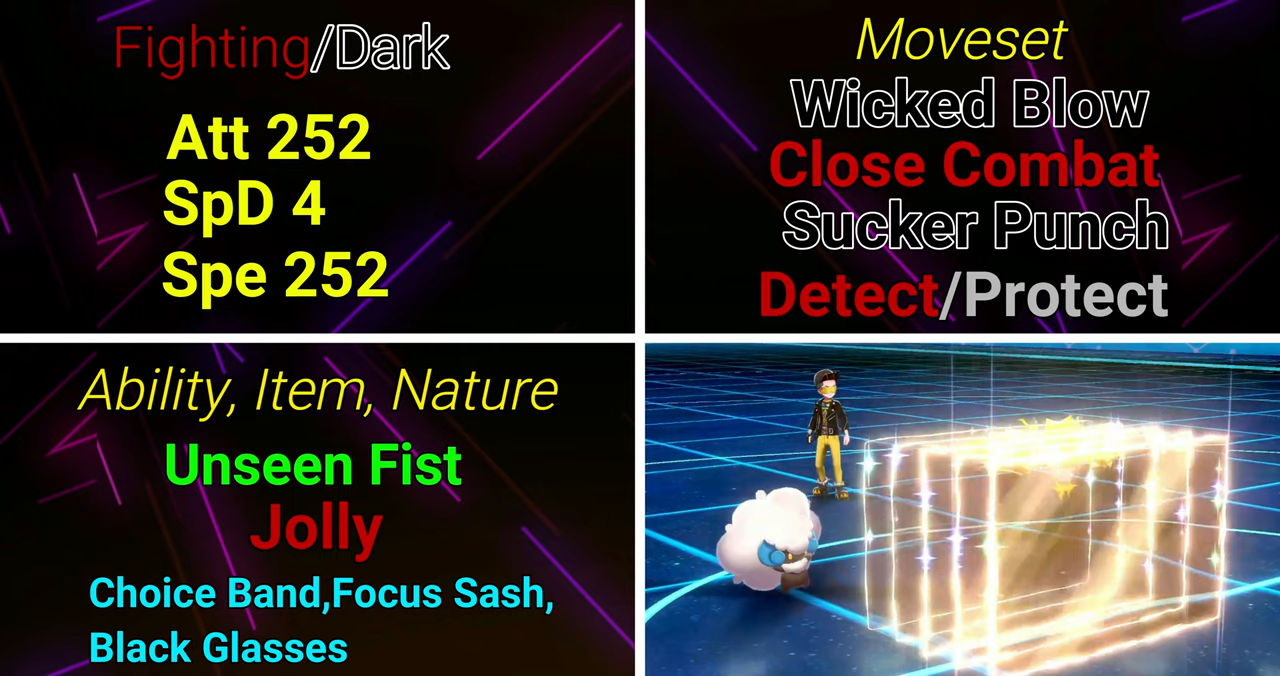 Fighting/Dark
Att 252
SpD 4
Spe 252
Moveset
Wicked Blow
Close Combat
Sucker Punch
Detect/Protect
Ability, Item, Nature
Unseen Fist
Jolly
Choice Band,Focus Sash,
Black Glasses